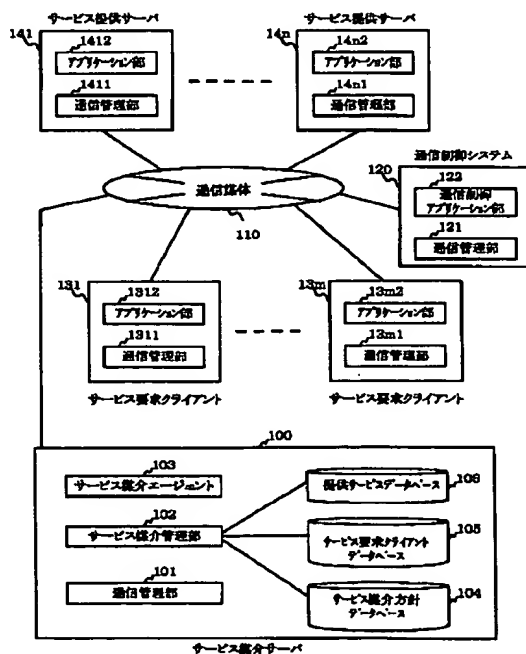 サービス提供サーバ
サービス提供サーバ
141
1412
アプリケーション部
1411
通信管理部
14n
14n2
アプリケーション部
14n1
通信管理部
通信制御システム
120
122
通信制御
アプリケーション部
121
通信管理部
通信媒体
110
131
1312
アプリケーション部
1311
通信管理部
13m
13m2
アプリケーション部
13m1
通信管理部
サービス要求クライアント
サービス要求クライアント
100
103
サービス媒介エージェント
102
サービス媒介管理部
101
通信管理部
106
提供サービスデータベース
105
サービス要求クライアント
データベース
104
サービス媒介方針
データベース
サービス媒介サーバ